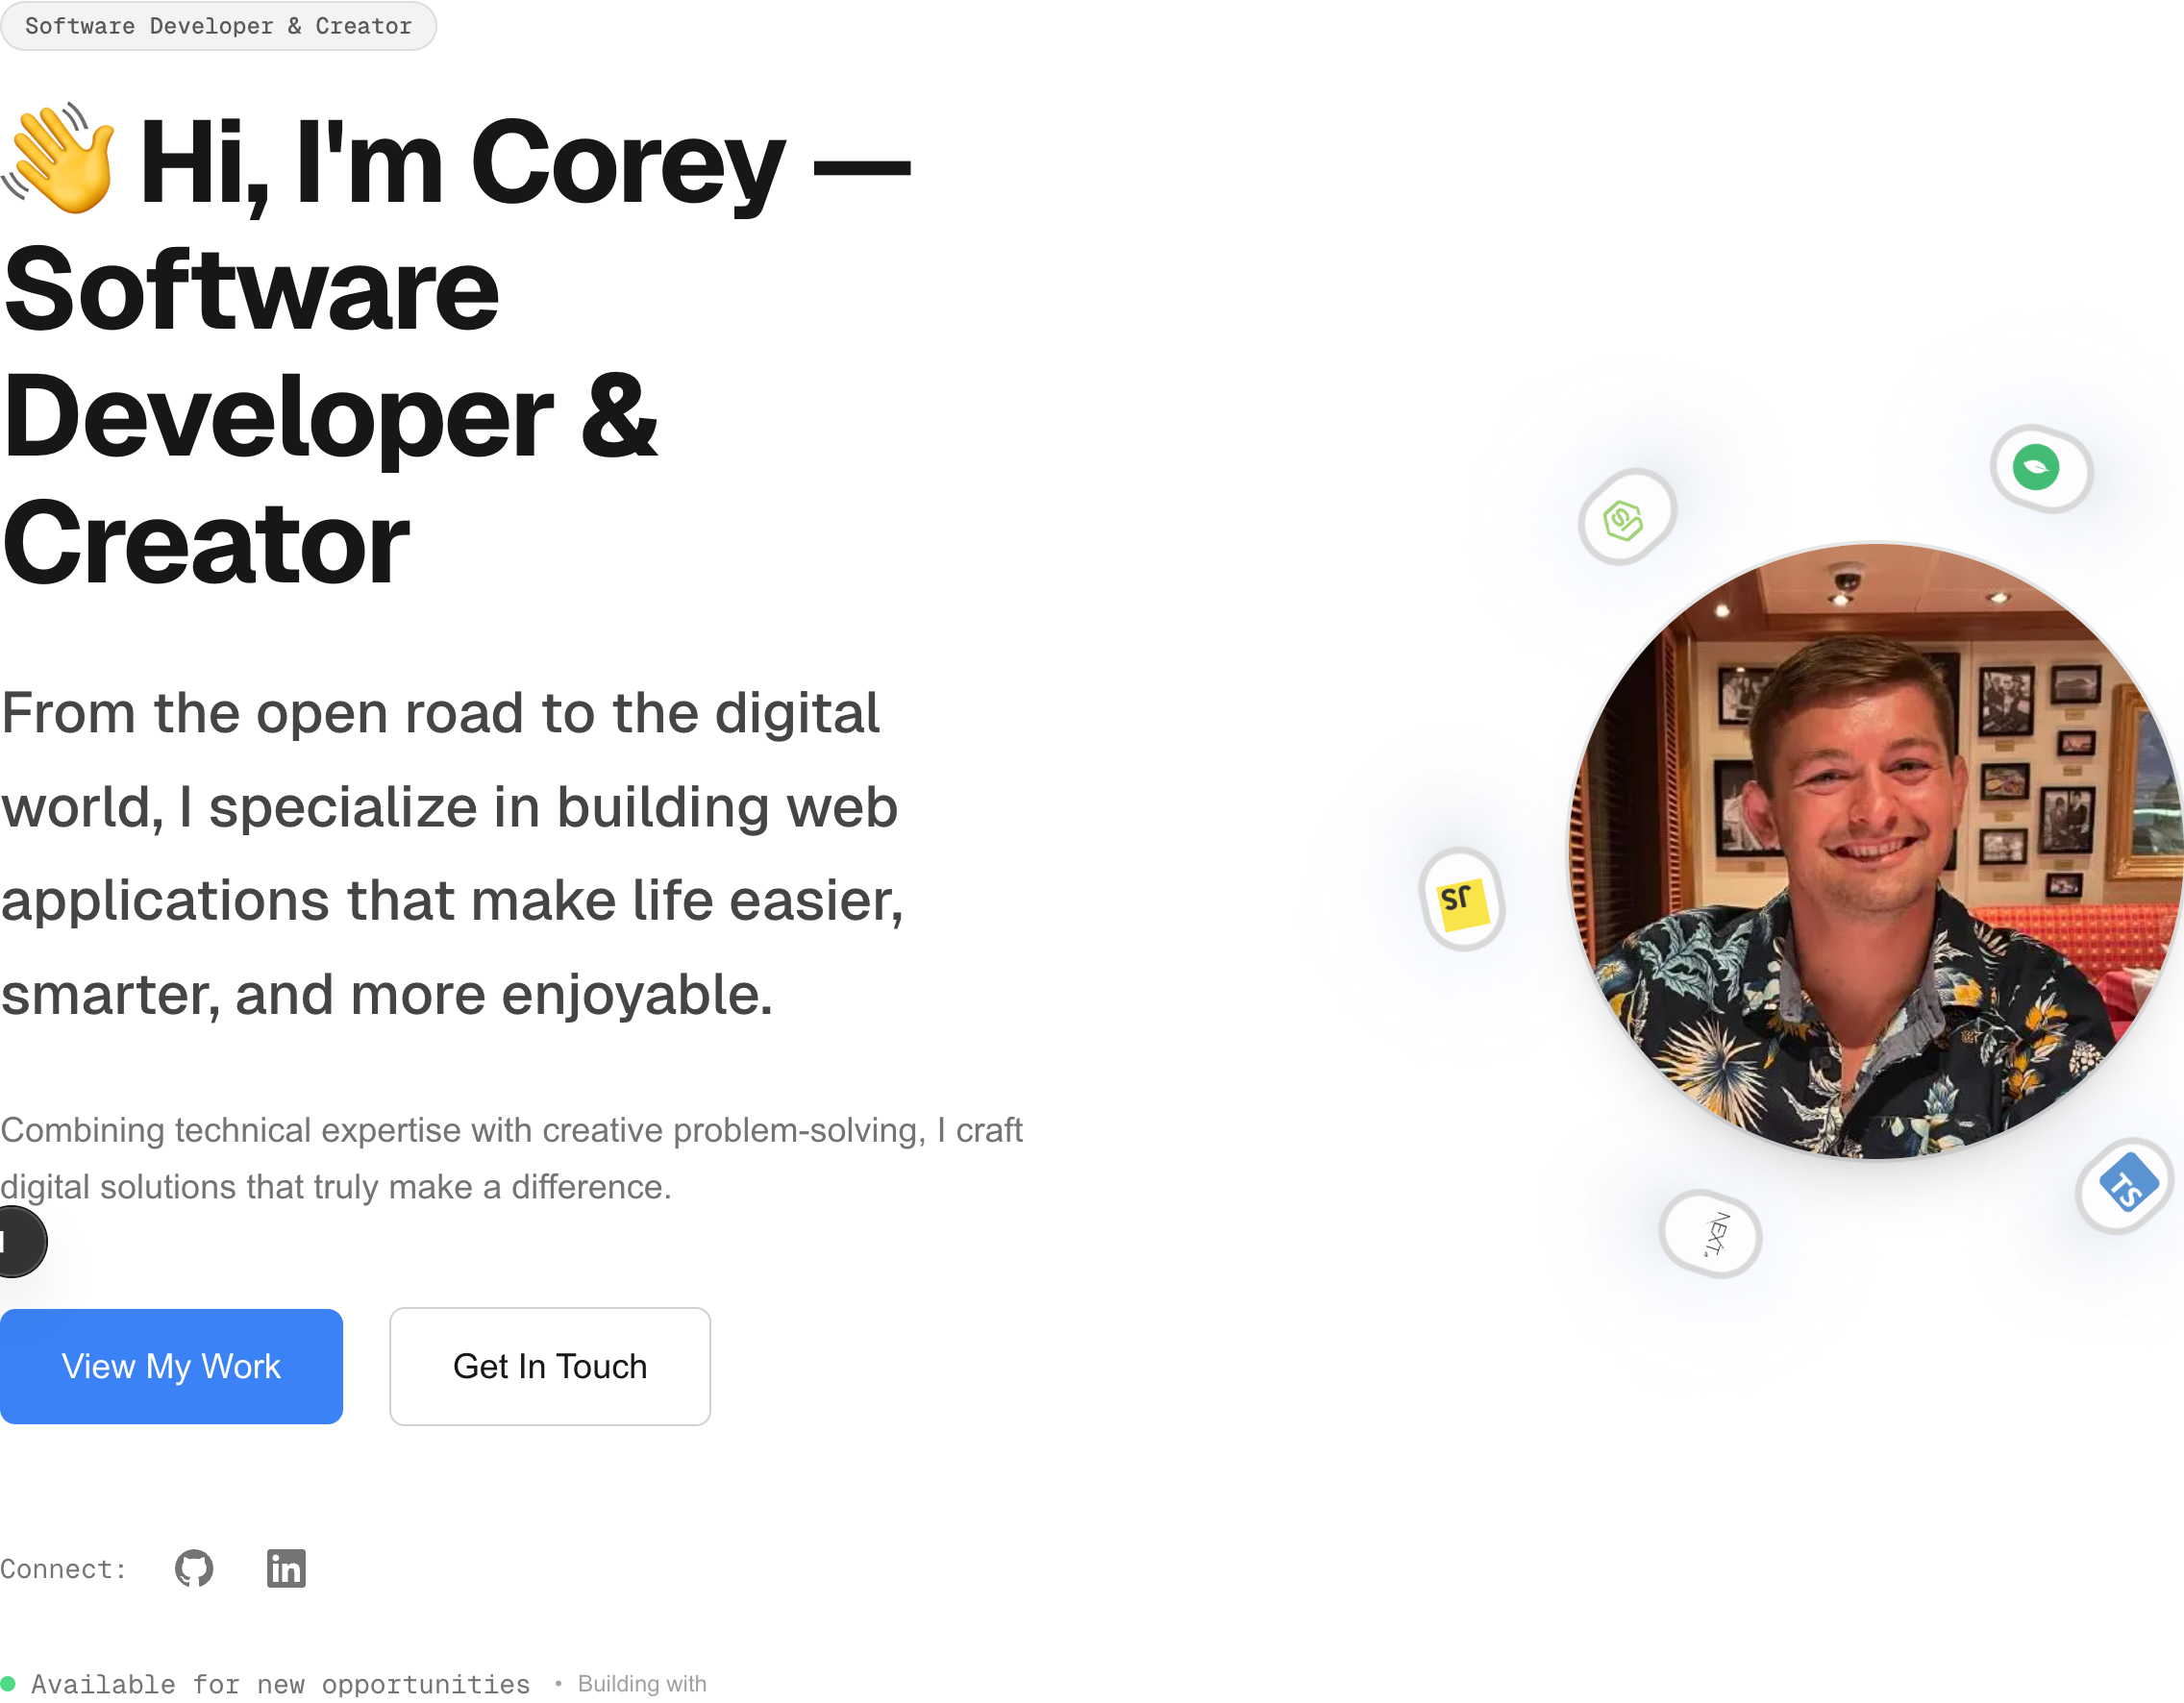 Software Developer & Creator
👋 Hi, I'm Corey —
Software
Developer &
Creator
From the open road to the digital
world, I specialize in building web
applications that make life easier,
smarter, and more enjoyable.
Combining technical expertise with creative problem-solving, I craft
digital solutions that truly make a difference.
View My Work
Get In Touch
Connect:
in
Available for new opportunities • Building with
JS
NEXT.
TS